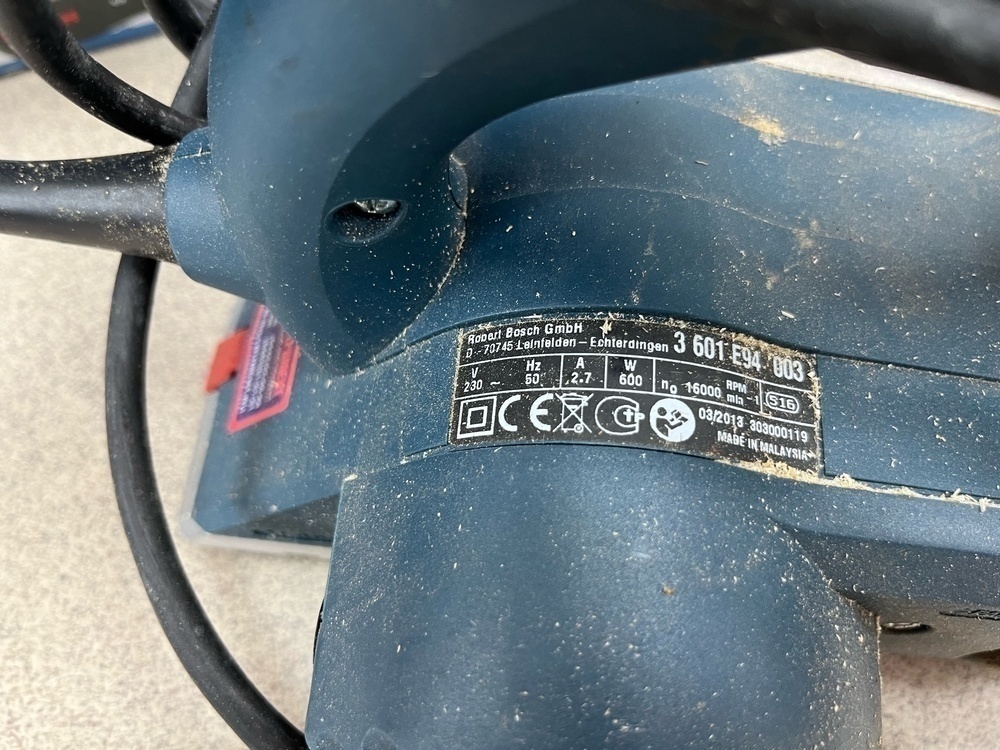 Robert Bosch GmbH
D-70745 Leinfelden – Echterdingen 3 601 E94 003
V Hz A W
230 ~ 50 2.7 600 n₀ 16000 RPM min⁻¹ S16
CE 03/2013 303000119
MADE IN MALAYSIA